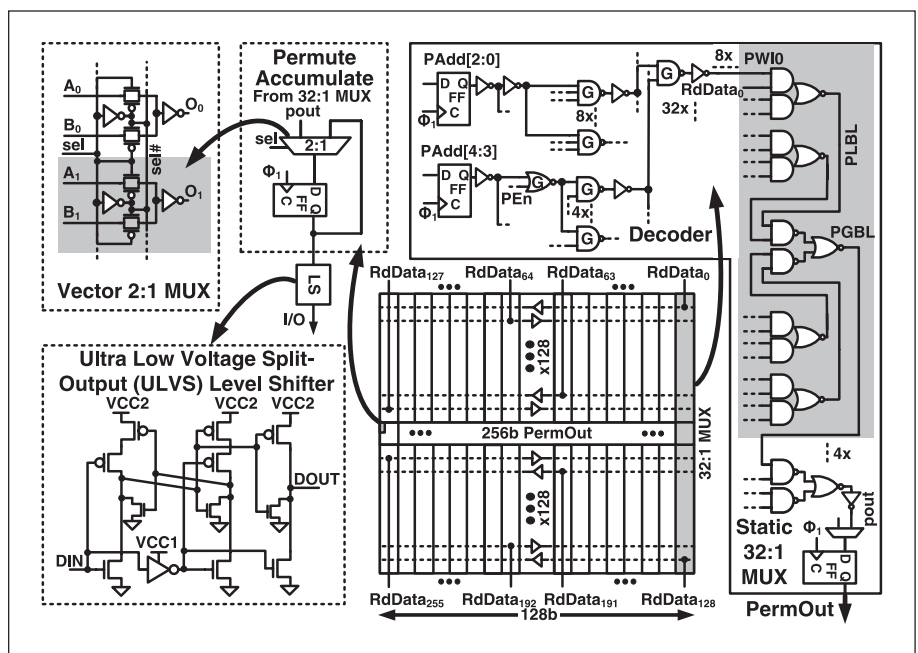 A0
B0
sel
A1
B1
O0
O1
sel#
Vector 2:1 MUX
Permute
Accumulate
From 32:1 MUX
pout
sel
2:1
Φ1
D Q
FF
C
LS
I/O
Ultra Low Voltage Split-
Output (ULVS) Level Shifter
VCC2
VCC2
VCC2
DOUT
VCC1
DIN
PAdd[2:0]
D Q
FF
C
Φ1
G
8x
G
PAdd[4:3]
D Q
FF
C
Φ1
PEn
G
G
4x
G
Decoder
G
32x
8x
RdData0
PWl0
PLBL
PGBL
4x
pout
Static
32:1
MUX
Φ1
D Q
FF
C
PermOut
RdData127
RdData64
RdData63
RdData0
x128
256b PermOut
32:1 MUX
x128
RdData255
RdData192
RdData191
RdData128
128b